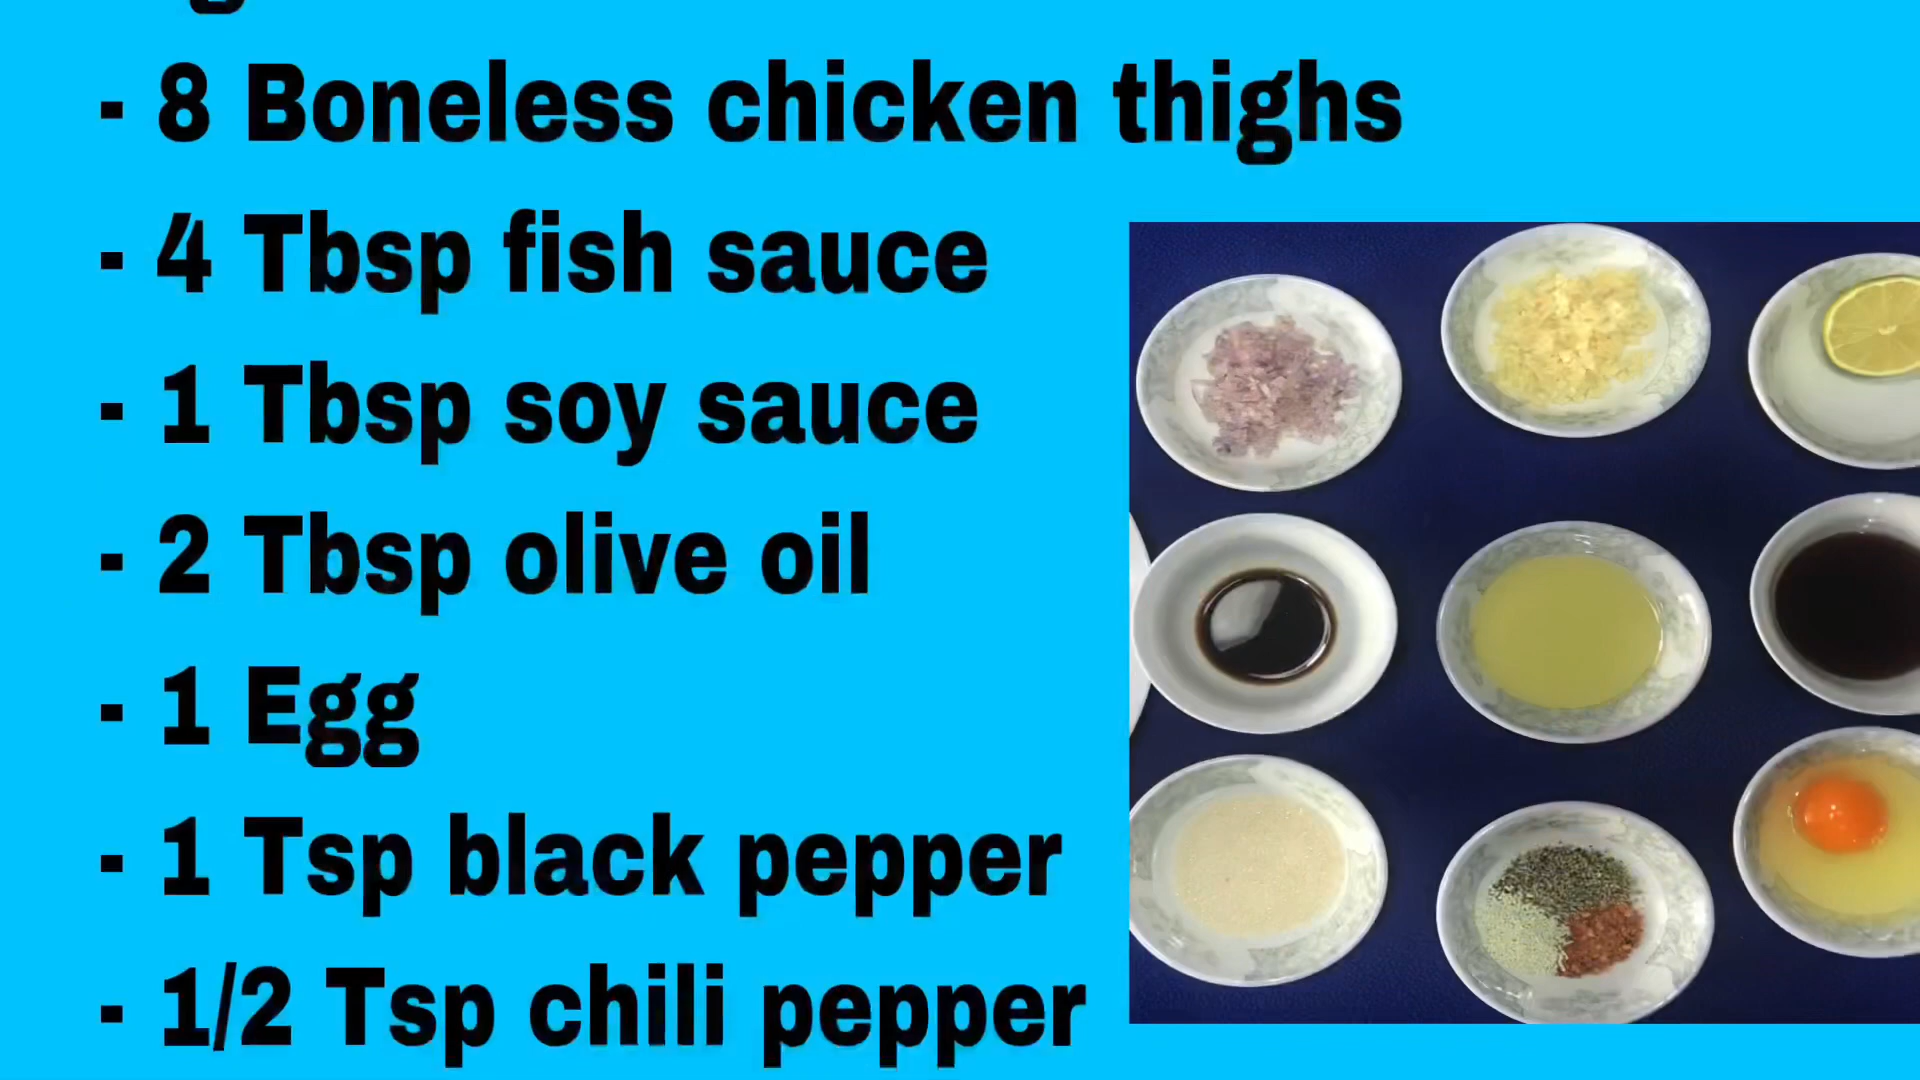 - 8 Boneless chicken thighs
- 4 Tbsp fish sauce
- 1 Tbsp soy sauce
- 2 Tbsp olive oil
- 1 Egg
- 1 Tsp black pepper
- 1/2 Tsp chili pepper